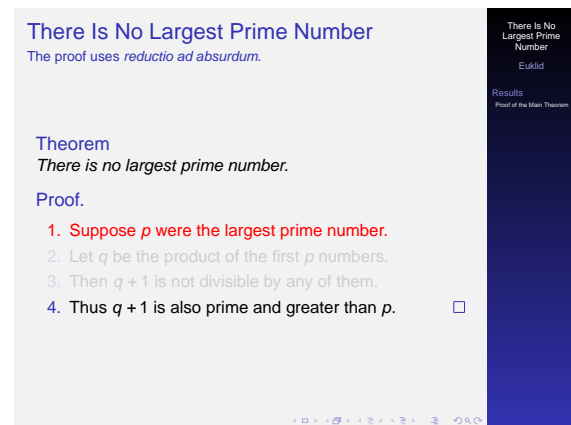 There Is No Largest Prime Number
The proof uses reductio ad absurdum.
Theorem
There is no largest prime number.
Proof.
1. Suppose p were the largest prime number.
2. Let q be the product of the first p numbers.
3. Then q + 1 is not divisible by any of them.
4. Thus q + 1 is also prime and greater than p.
There Is No
Largest Prime
Number
Euklid
Results
Proof of the Main Theorem